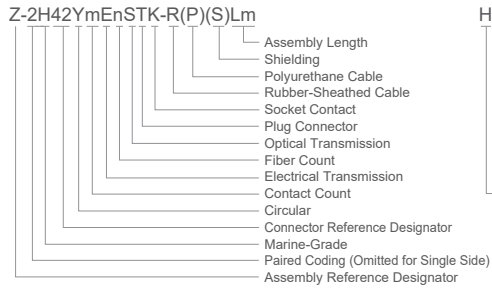 Z-2H42YmEnSTK-R(P)(S)Lm
H
Assembly Length
Shielding
Polyurethane Cable
Rubber-Sheathed Cable
Socket Contact
Plug Connector
Optical Transmission
Fiber Count
Electrical Transmission
Contact Count
Circular
Connector Reference Designator
Marine-Grade
Paired Coding (Omitted for Single Side)
Assembly Reference Designator